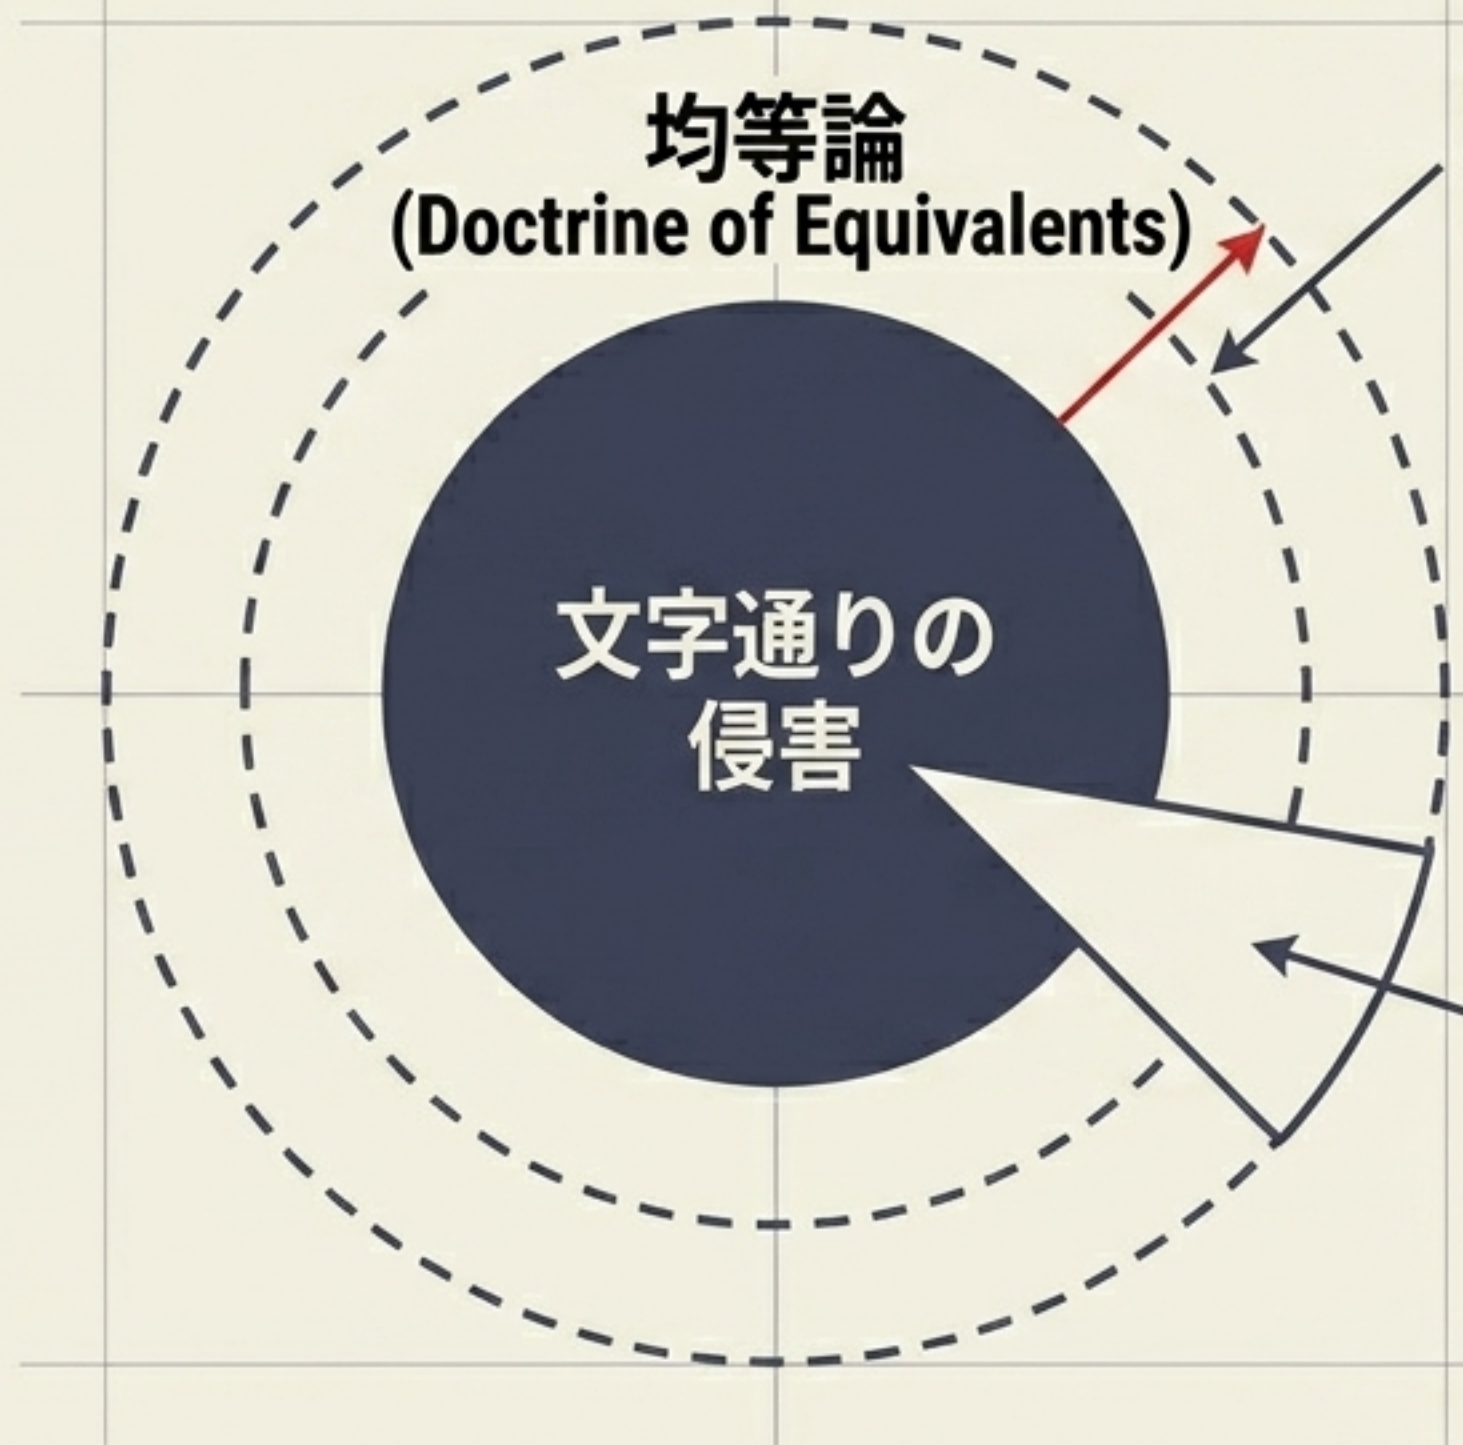 均等論
(Doctrine of Equivalents)
文字通りの
侵害